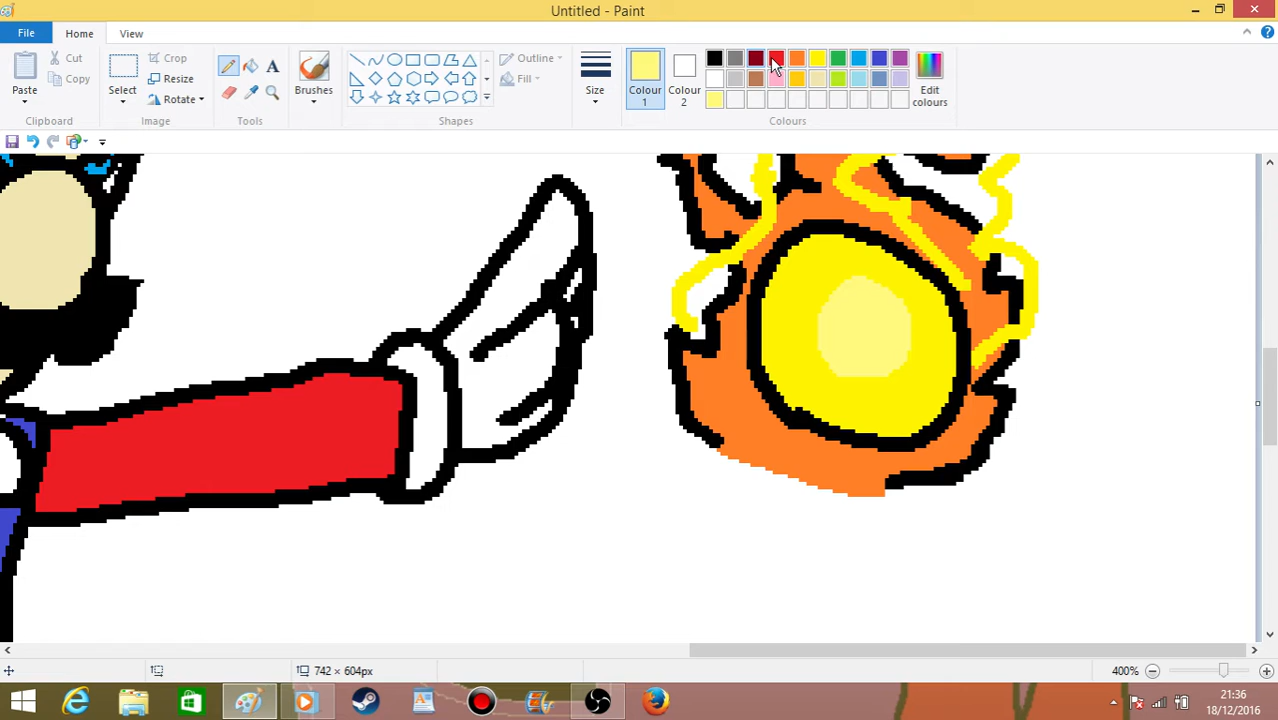 Untitled - Paint
File
Home
View
Paste
Cut
Copy
Clipboard
Select
Crop
Resize
Rotate
Image
A
Tools
Brushes
Outline
Fill
Shapes
Size
Colour 1
Colour 2
Edit colours
Colours
742 × 604px
400%
21:36
18/12/2016